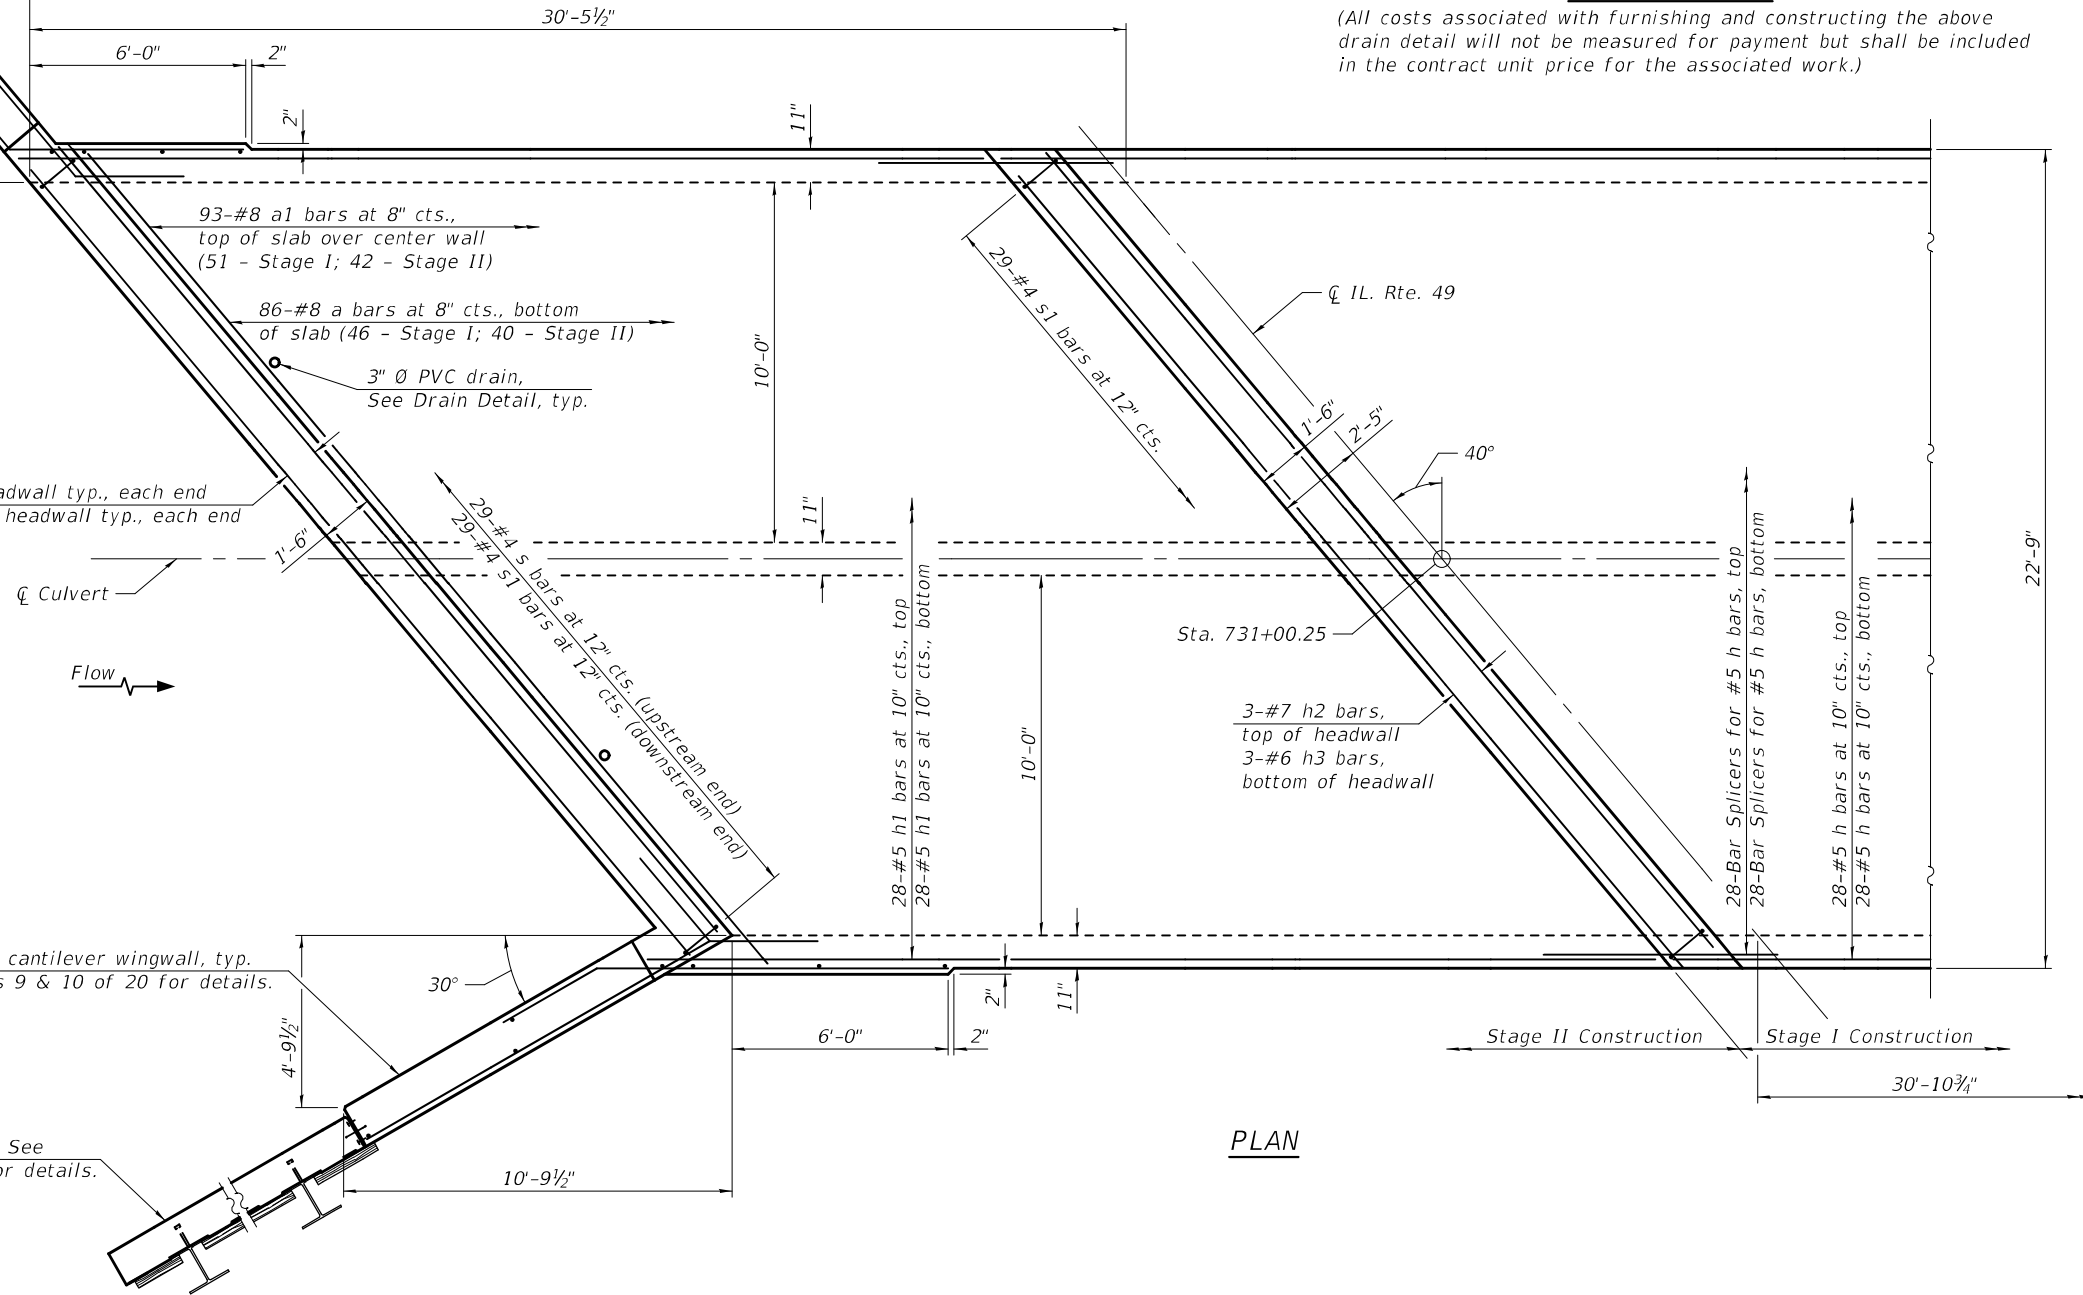 30'-5½"
(All costs associated with furnishing and constructing the above
drain detail will not be measured for payment but shall be included
in the contract unit price for the associated work.)
6'-0"
2"
2"
11"
93-#8 a1 bars at 8" cts.,
top of slab over center wall
(51 - Stage I; 42 - Stage II)
86-#8 a bars at 8" cts., bottom
of slab (46 - Stage I; 40 - Stage II)
3" Ø PVC drain,
See Drain Detail, typ.
10'-0"
29-#4 s1 bars at 12" cts.
℄ IL. Rte. 49
1'-6"
2'-5"
40°
headwall typ., each end
headwall typ., each end
1'-6"
11"
29-#4 s bars at 12" cts. (upstream end)
29-#4 s1 bars at 12" cts. (downstream end)
℄ Culvert
Flow
Sta. 731+00.25
22'-9"
28-#5 h1 bars at 10" cts., top
28-#5 h1 bars at 10" cts., bottom
10'-0"
3-#7 h2 bars,
top of headwall
3-#6 h3 bars,
bottom of headwall
28-Bar Splicers for #5 h bars, top
28-Bar Splicers for #5 h bars, bottom
28-#5 h bars at 10" cts., top
28-#5 h bars at 10" cts., bottom
cantilever wingwall, typ.
9 & 10 of 20 for details.
30°
4'-9½"
2"
11"
6'-0"
2"
Stage II Construction
Stage I Construction
30'-10¾"
PLAN
See
for details.
10'-9½"